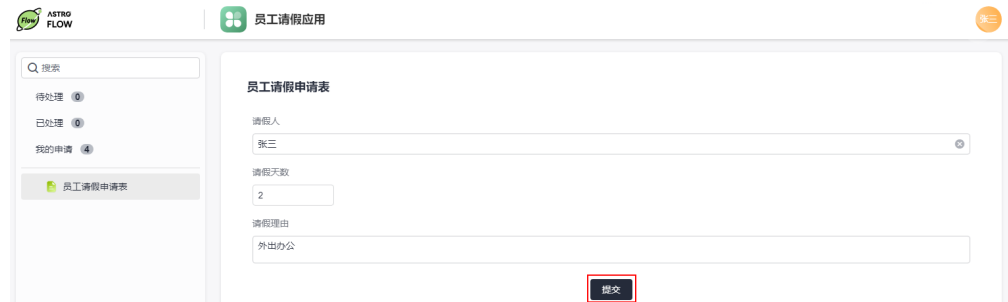 Flow ASTRO
FLOW
员工请假应用
张三
搜索
待处理 0
已处理 0
我的申请 4
员工请假申请表
员工请假申请表
请假人
张三
请假天数
2
请假理由
外出办公
提交